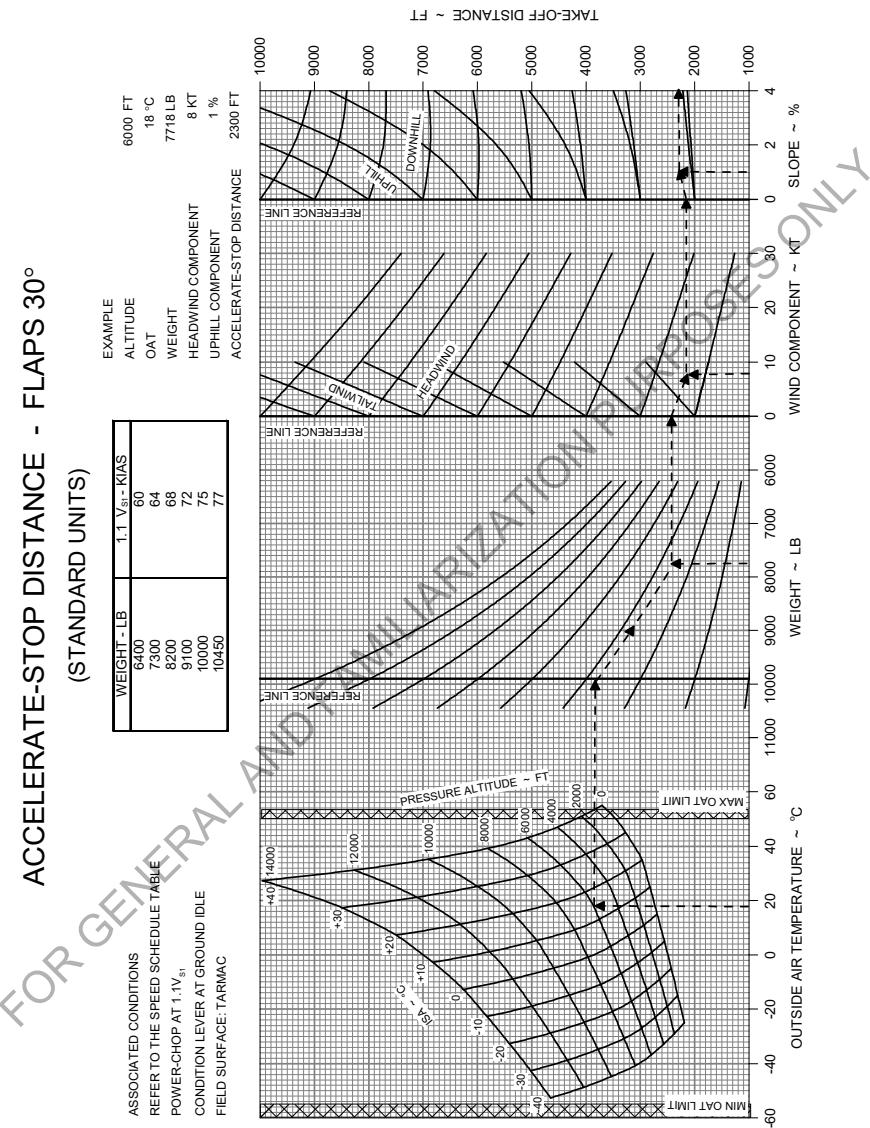 ACCELERATE-STOP DISTANCE - FLAPS 30°
(STANDARD UNITS)
ASSOCIATED CONDITIONS
REFER TO THE SPEED SCHEDULE TABLE
POWER-CHOP AT 1.1VS1
CONDITION LEVER AT GROUND IDLE
FIELD SURFACE: TARMAC
WEIGHT - LB 1.1 VS1 - KIAS
6400 60
7300 64
8200 68
9100 72
10000 75
10450 77
EXAMPLE
ALTITUDE 6000 FT
OAT 18 °C
WEIGHT 7718 LB
HEADWIND COMPONENT 8 KT
UPHILL COMPONENT 1 %
ACCELERATE-STOP DISTANCE 2300 FT
MIN OAT LIMIT
MAX OAT LIMIT
ISA ~ °C
-40
-30
-20
-10
0
+10
+20
+30
+40
PRESSURE ALTITUDE ~ FT
14000
12000
10000
8000
6000
4000
2000
0
REFERENCE LINE
REFERENCE LINE
TAILWIND
HEADWIND
REFERENCE LINE
UPHILL
DOWNHILL
10000
9000
8000
7000
6000
5000
4000
3000
2000
1000
TAKE-OFF DISTANCE ~ FT
-60 -40 -20 0 20 40 60
OUTSIDE AIR TEMPERATURE ~ °C
11000 10000 9000 8000 7000 6000
WEIGHT ~ LB
0 10 20 30
WIND COMPONENT ~ KT
0 2 4
SLOPE ~ %
FOR GENERAL AND FAMILIARIZATION PURPOSES ONLY